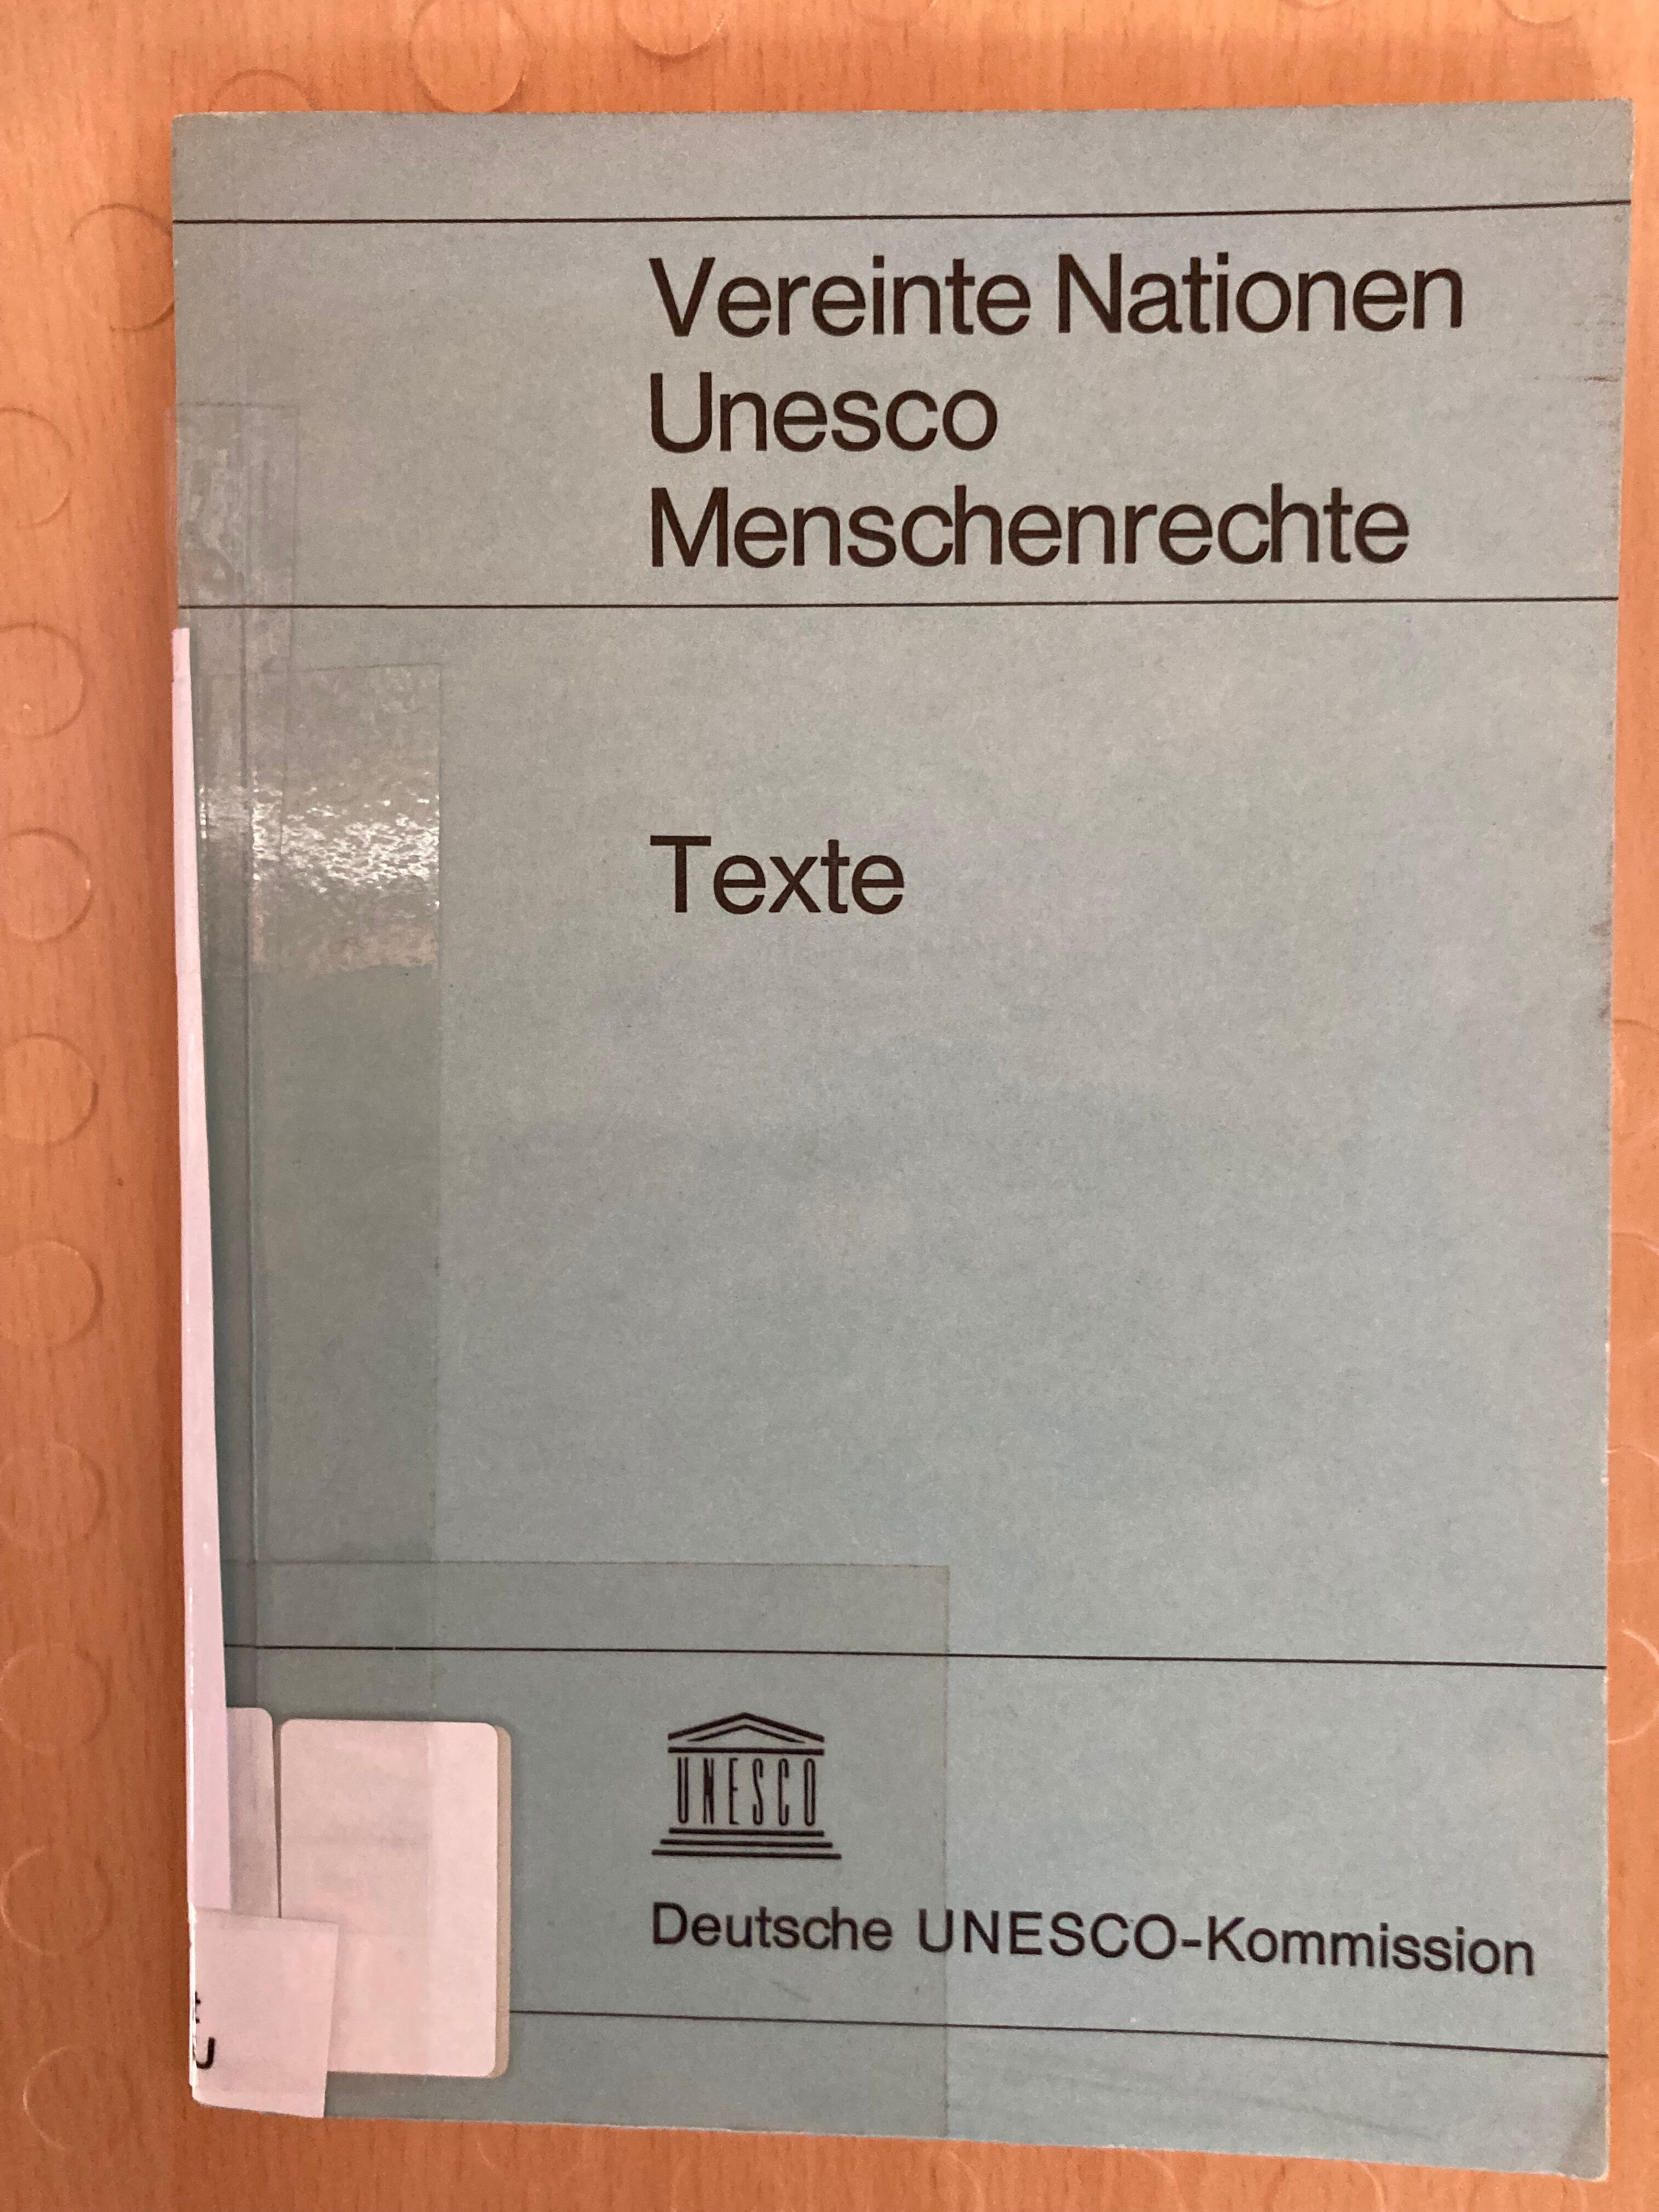 Vereinte Nationen
Unesco
Menschenrechte
Texte
UNESCO
Deutsche UNESCO-Kommission